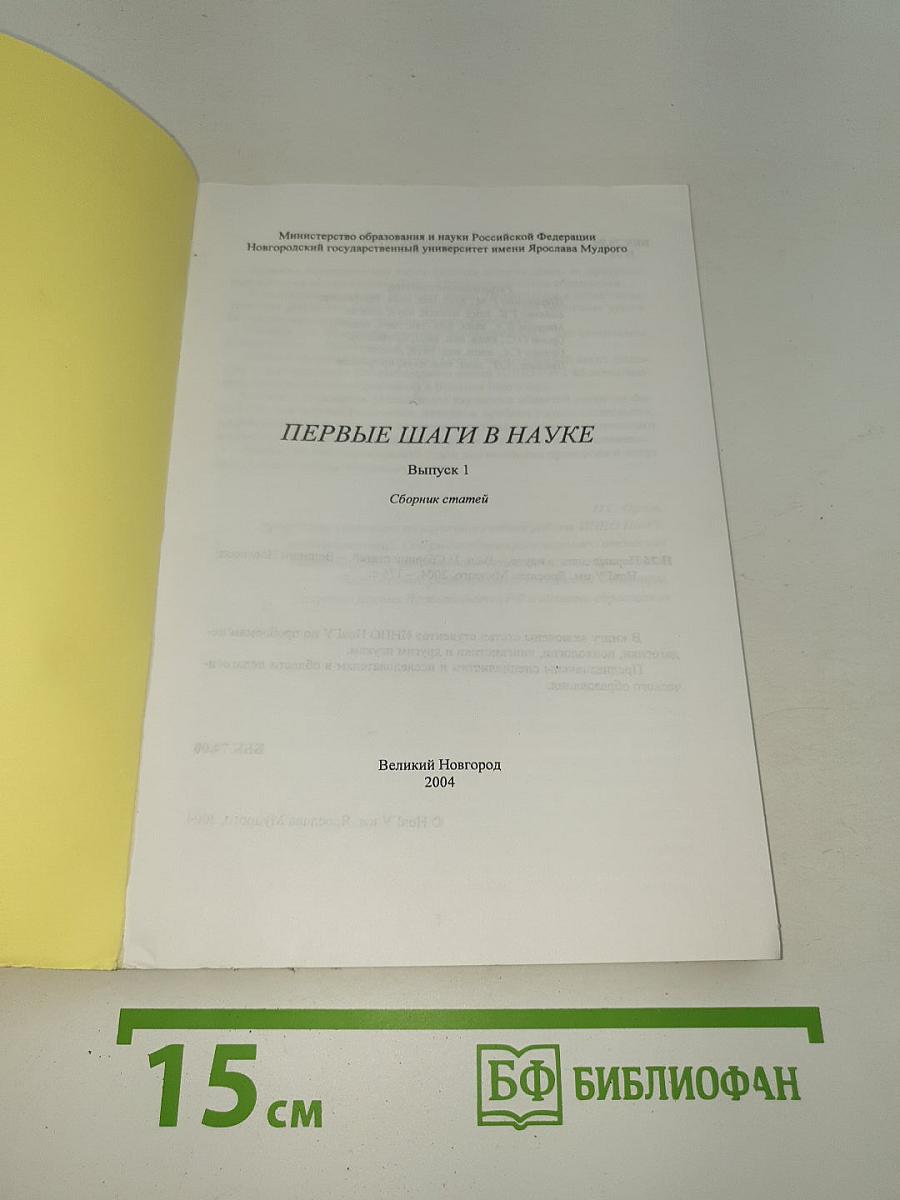 Министерство образования и науки Российской Федерации
Новгородский государственный университет имени Ярослава Мудрого
ПЕРВЫЕ ШАГИ В НАУКЕ
Выпуск 1
Сборник статей
Великий Новгород
2004
15 см
БФ БИБЛИОФАН